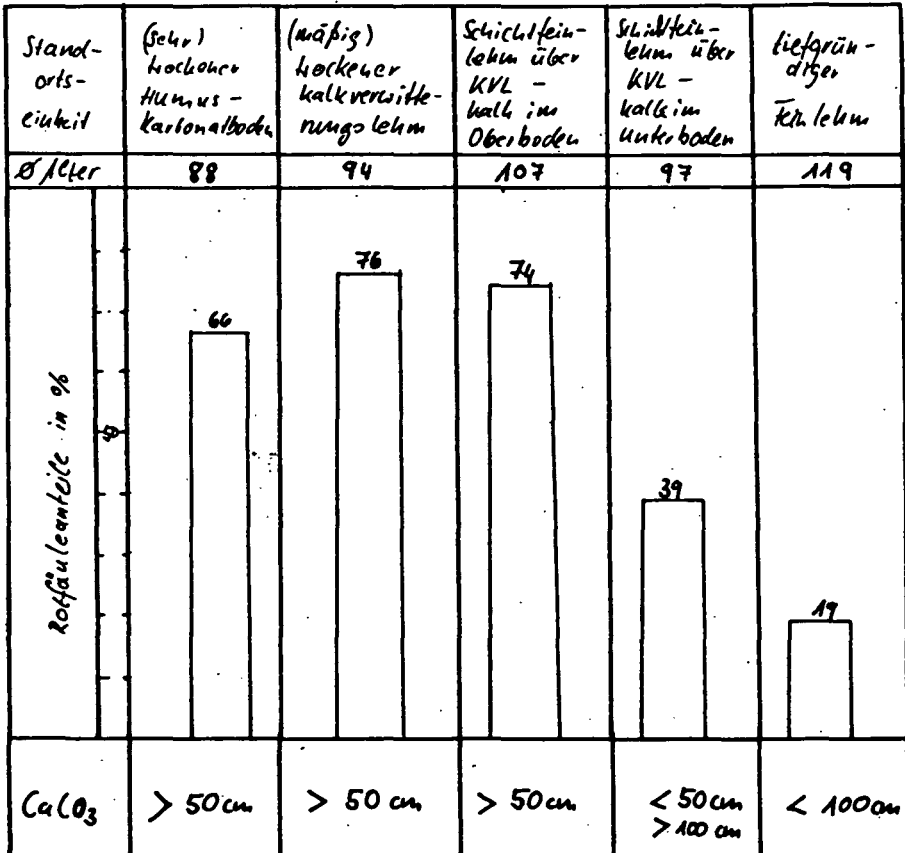 Stand-
orts-
einheit
(sehr)
trockener
Humus-
Karbonatboden
(mäßig)
trockener
Kalkverwitte-
rungslehm
Schichtfein-
lehm über
KVL -
Kalk im
Oberboden
Schichtfein-
lehm über
KVL -
Kalk im
Unterboden
tiefgrün-
diger
Feinlehm
Ø Alter
88
94
107
97
119
Rotfäuleanteile in %
50
66
76
74
39
19
CaCO3
> 50 cm
> 50 cm
> 50 cm
< 50 cm
> 100 cm
< 100 cm